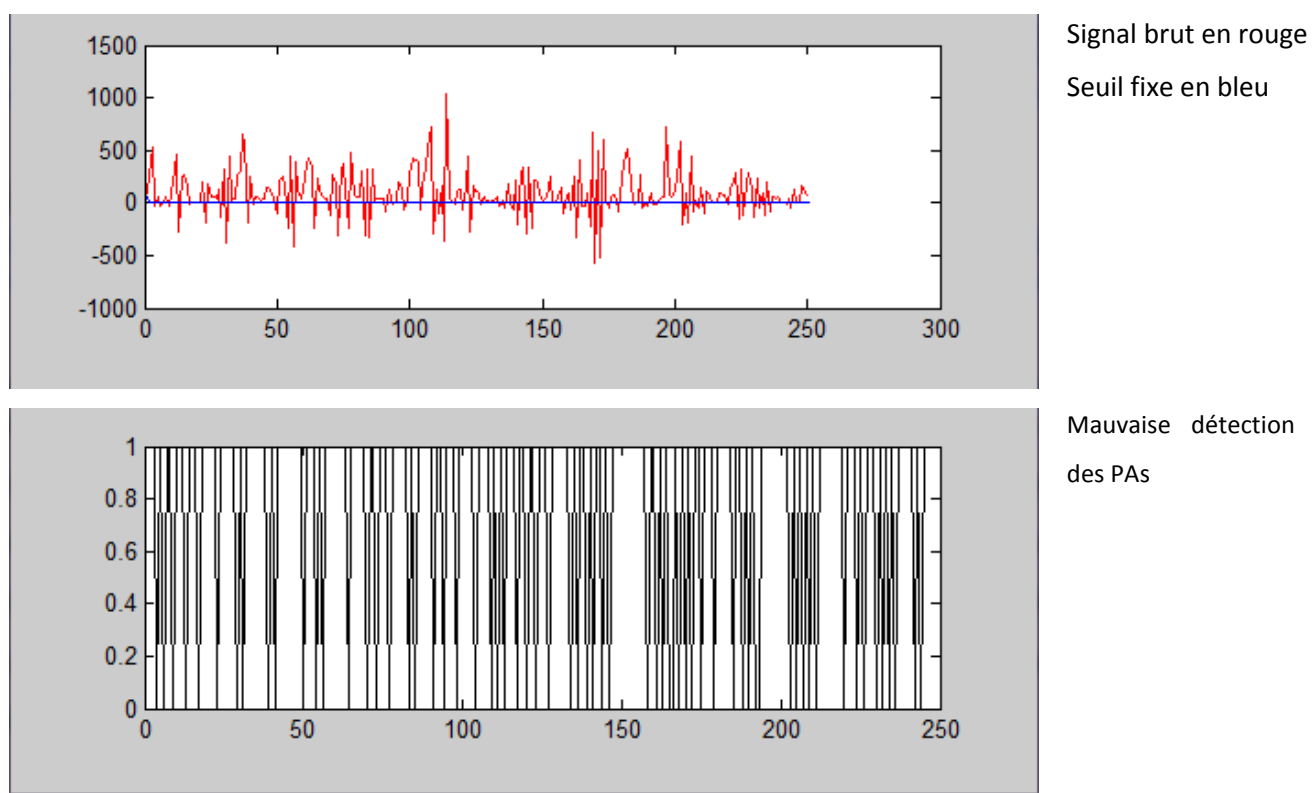 1500
1000
500
0
-500
-1000
0 50 100 150 200 250 300
Signal brut en rouge
Seuil fixe en bleu
1
0.8
0.6
0.4
0.2
0
0 50 100 150 200 250
Mauvaise détection
des PAs